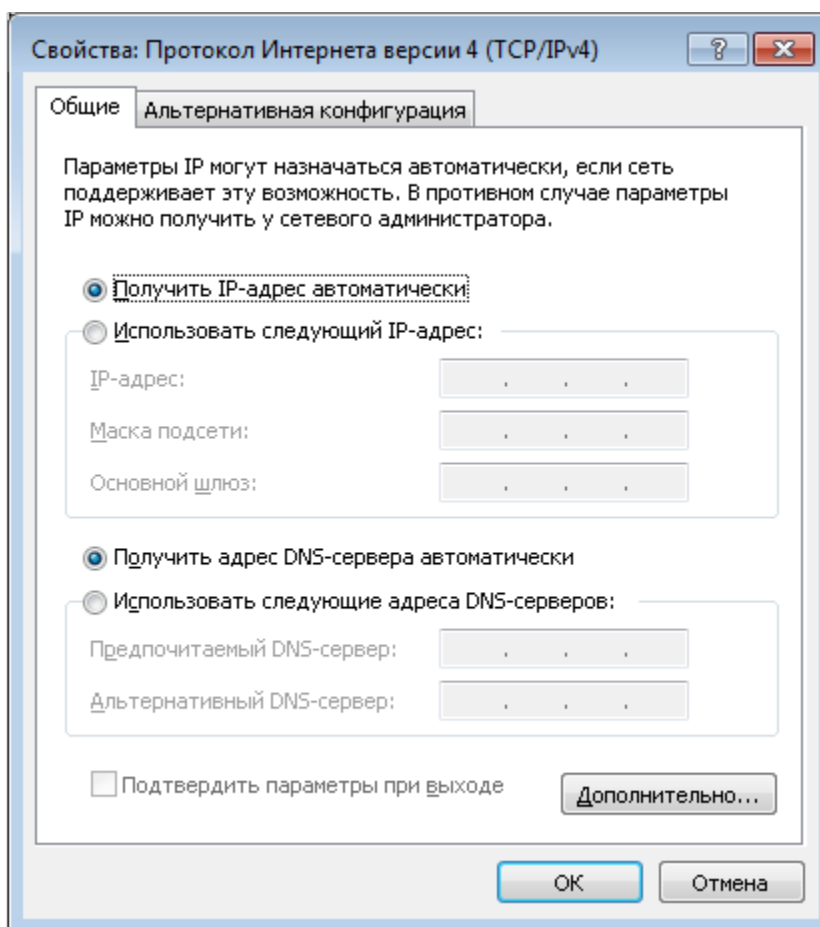 Свойства: Протокол Интернета версии 4 (TCP/IPv4)
Общие
Альтернативная конфигурация
Параметры IP могут назначаться автоматически, если сеть
поддерживает эту возможность. В противном случае параметры
IP можно получить у сетевого администратора.
Получить IP-адрес автоматически
Использовать следующий IP-адрес:
IP-адрес:
Маска подсети:
Основной шлюз:
Получить адрес DNS-сервера автоматически
Использовать следующие адреса DNS-серверов:
Предпочитаемый DNS-сервер:
Альтернативный DNS-сервер:
Подтвердить параметры при выходе
Дополнительно...
ОК
Отмена